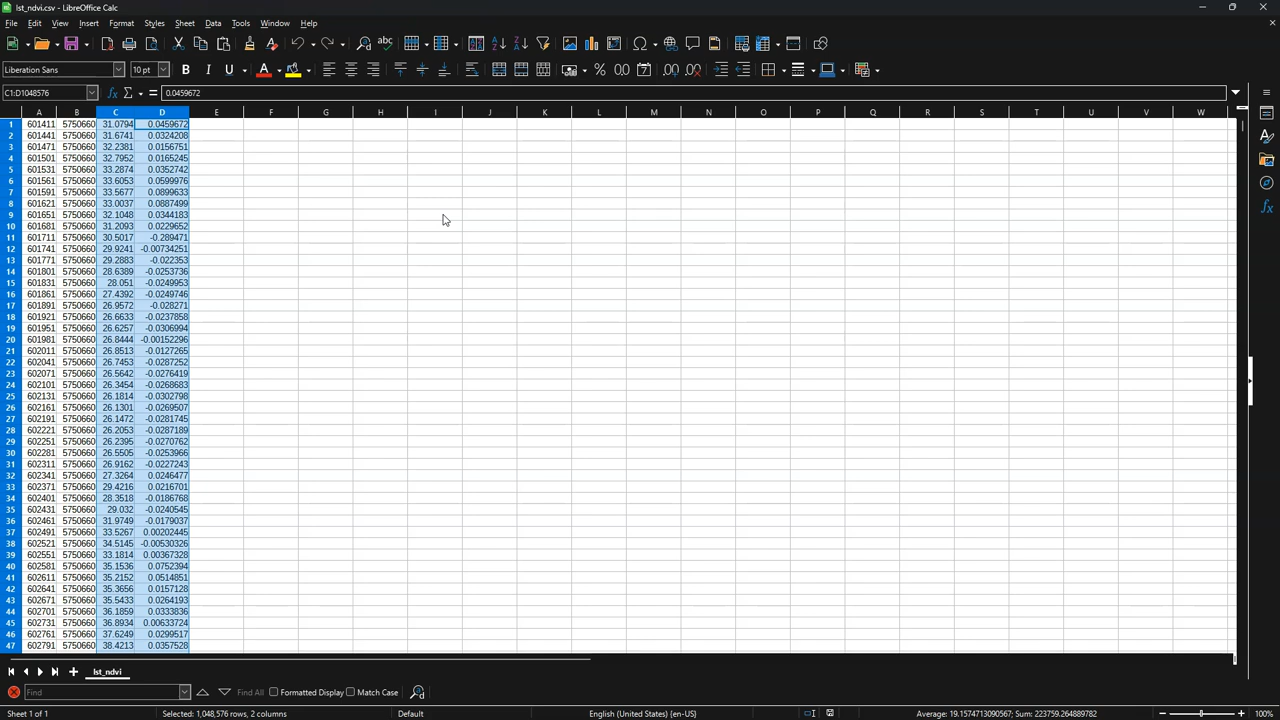 lst_ndvi.csv - LibreOffice Calc
File Edit View Insert Format Styles Sheet Data Tools Window Help
Liberation Sans 10 pt B I U A % 0.0 7
C1:D1048576 fx Σ = 0.0459672
A B C D E F G H I J K L M N O P Q R S T U V W
1 601411 5750660 31.0794 0.0459672
2 601441 5750660 31.6741 0.0324208
3 601471 5750660 32.2381 0.0156751
4 601501 5750660 32.7952 0.0165245
5 601531 5750660 33.2874 0.0352742
6 601561 5750660 33.6053 0.0599976
7 601591 5750660 33.5677 0.0899633
8 601621 5750660 33.0037 0.0887499
9 601651 5750660 32.1048 0.0344183
10 601681 5750660 31.2093 0.0229652
11 601711 5750660 30.5017 -0.289471
12 601741 5750660 29.9241 -0.00734251
13 601771 5750660 29.2883 -0.022353
14 601801 5750660 28.6389 -0.0253736
15 601831 5750660 28.051 -0.0249953
16 601861 5750660 27.4392 -0.0249746
17 601891 5750660 26.9572 -0.028271
18 601921 5750660 26.6633 -0.0237858
19 601951 5750660 26.6257 -0.0306994
20 601981 5750660 26.8444 -0.00152296
21 602011 5750660 26.8513 -0.0127265
22 602041 5750660 26.7453 -0.0287252
23 602071 5750660 26.5642 -0.0276419
24 602101 5750660 26.3454 -0.0268683
25 602131 5750660 26.1814 -0.0302798
26 602161 5750660 26.1301 -0.0269507
27 602191 5750660 26.1472 -0.0281745
28 602221 5750660 26.2053 -0.0287189
29 602251 5750660 26.2395 -0.0270762
30 602281 5750660 26.5505 -0.0253966
31 602311 5750660 26.9162 -0.0227243
32 602341 5750660 27.3264 0.0246477
33 602371 5750660 29.4216 0.0216701
34 602401 5750660 28.3518 -0.0186768
35 602431 5750660 29.032 -0.0240545
36 602461 5750660 31.9749 -0.0179037
37 602491 5750660 33.5267 0.00202445
38 602521 5750660 34.5145 -0.00530326
39 602551 5750660 33.1814 0.00367328
40 602581 5750660 35.1536 0.0752394
41 602611 5750660 35.2152 0.0514851
42 602641 5750660 35.3656 0.0157128
43 602671 5750660 35.5433 0.0264193
44 602701 5750660 36.1859 0.0333836
45 602731 5750660 36.8934 0.00633724
46 602761 5750660 37.6249 0.0299517
47 602791 5750660 38.4213 0.0357528
lst_ndvi
Find Find All Formatted Display Match Case
Sheet 1 of 1 Selected: 1,048,576 rows, 2 columns Default English (United States) (en-US) Average: 19.1574713090567; Sum: 223759.264889782 100%